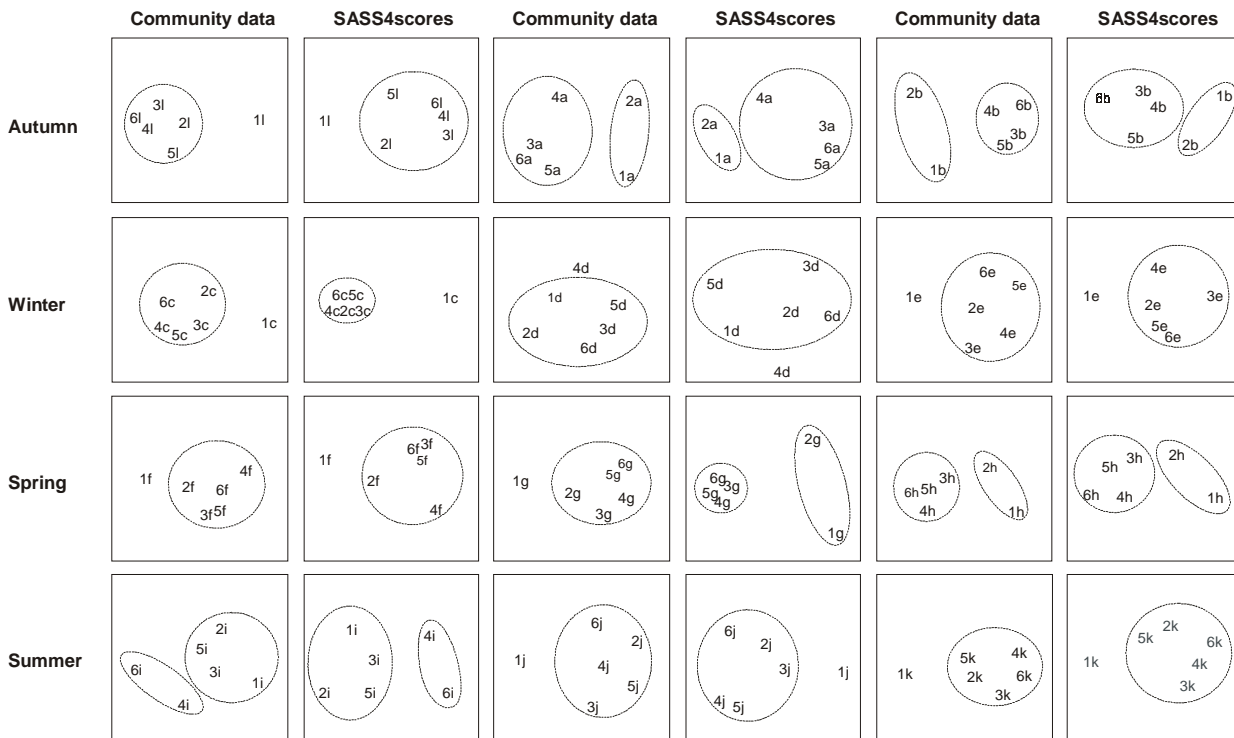 Community data SASS4scores Community data SASS4scores Community data SASS4scores
Autumn
3l 6l 4l 2l 5l 1l
5l 6l 4l 3l 2l 1l
4a 2a 3a 6a 5a 1a
4a 2a 3a 1a 6a 5a
2b 4b 6b 3b 5b 1b
3b 4b 1b 5b 2b
Winter
2c 6c 4c 3c 5c 1c
6c5c 4c2c3c 1c
4d 1d 5d 2d 3d 6d
3d 5d 2d 6d 1d 4d
6e 5e 1e 2e 4e 3e
4e 1e 3e 2e 5e 6e
Spring
1f 4f 2f 6f 3f5f
1f 6f3f 5f 2f 4f
1g 6g 5g 2g 4g 3g
2g 6g 3g 5g 4g 1g
2h 3h 6h 5h 4h 1h
2h 3h 5h 6h 4h 1h
Summer
2i 5i 6i 3i 1i 4i
1i 4i 3i 2i 5i 6i
6j 2j 1j 4j 5j 3j
6j 2j 3j 1j 4j 5j
5k 4k 1k 2k 6k 3k
2k 5k 6k 1k 4k 3k